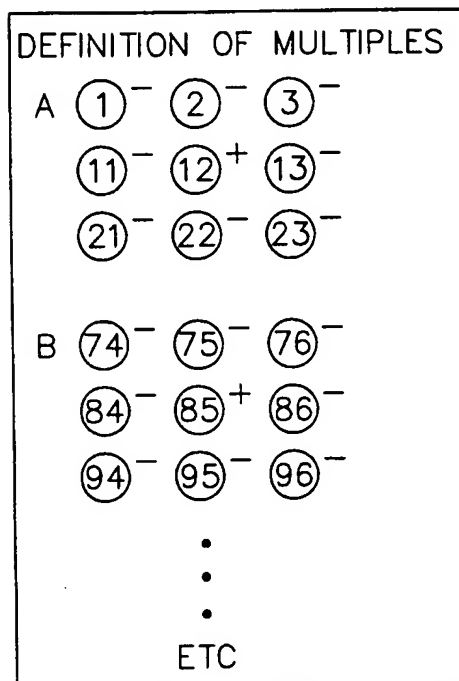 DEFINITION OF MULTIPLES
A 1 − 2 − 3 −
11 − 12 + 13 −
21 − 22 − 23 −
B 74 − 75 − 76 −
84 − 85 + 86 −
94 − 95 − 96 −
ETC